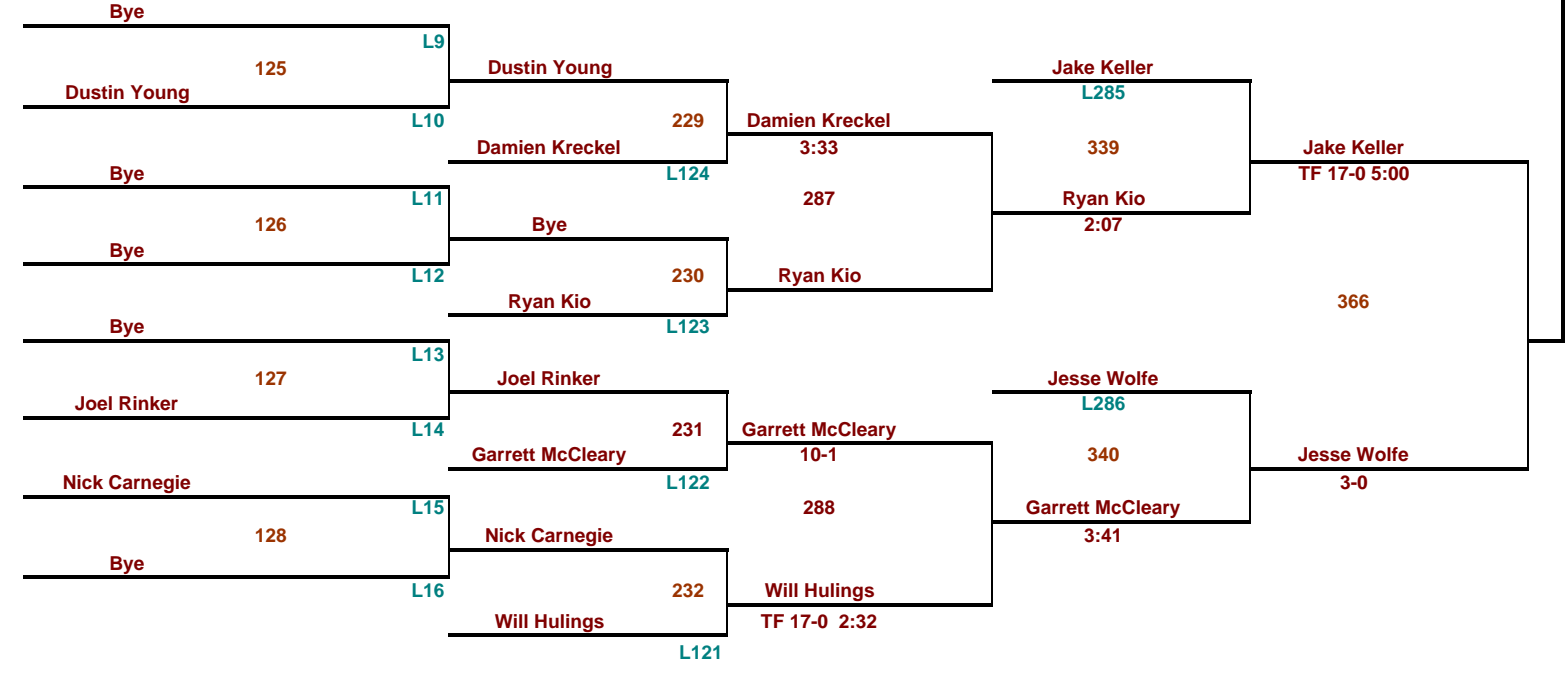 Bye
L9
125
Dustin Young
Dustin Young
Jake Keller
L285
L10
229
Damien Kreckel
Damien Kreckel
3:33
339
Jake Keller
TF 17-0 5:00
Bye
L124
L11
287
Ryan Kio
2:07
126
Bye
Bye
L12
230
Ryan Kio
Ryan Kio
L123
366
Bye
L13
127
Joel Rinker
Jesse Wolfe
L286
Joel Rinker
L14
231
Garrett McCleary
10-1
Garrett McCleary
L122
340
Jesse Wolfe
3-0
Nick Carnegie
L15
288
Garrett McCleary
3:41
128
Nick Carnegie
Bye
L16
232
Will Hulings
TF 17-0 2:32
Will Hulings
L121